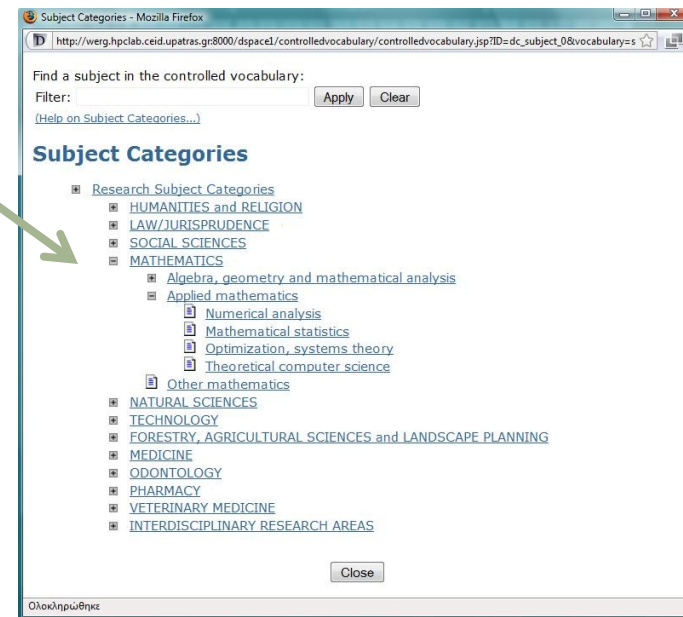 Subject Categories - Mozilla Firefox
http://werg.hpclab.ceid.upatras.gr:8000/dspace1/controlledvocabulary/controlledvocabulary.jsp?ID=dc_subject_0&vocabulary=s
Find a subject in the controlled vocabulary:
Filter: Apply Clear
(Help on Subject Categories...)
Subject Categories
Research Subject Categories
HUMANITIES and RELIGION
LAW/JURISPRUDENCE
SOCIAL SCIENCES
MATHEMATICS
Algebra, geometry and mathematical analysis
Applied mathematics
Numerical analysis
Mathematical statistics
Optimization, systems theory
Theoretical computer science
Other mathematics
NATURAL SCIENCES
TECHNOLOGY
FORESTRY, AGRICULTURAL SCIENCES and LANDSCAPE PLANNING
MEDICINE
ODONTOLOGY
PHARMACY
VETERINARY MEDICINE
INTERDISCIPLINARY RESEARCH AREAS
Close
Ολοκληρώθηκε